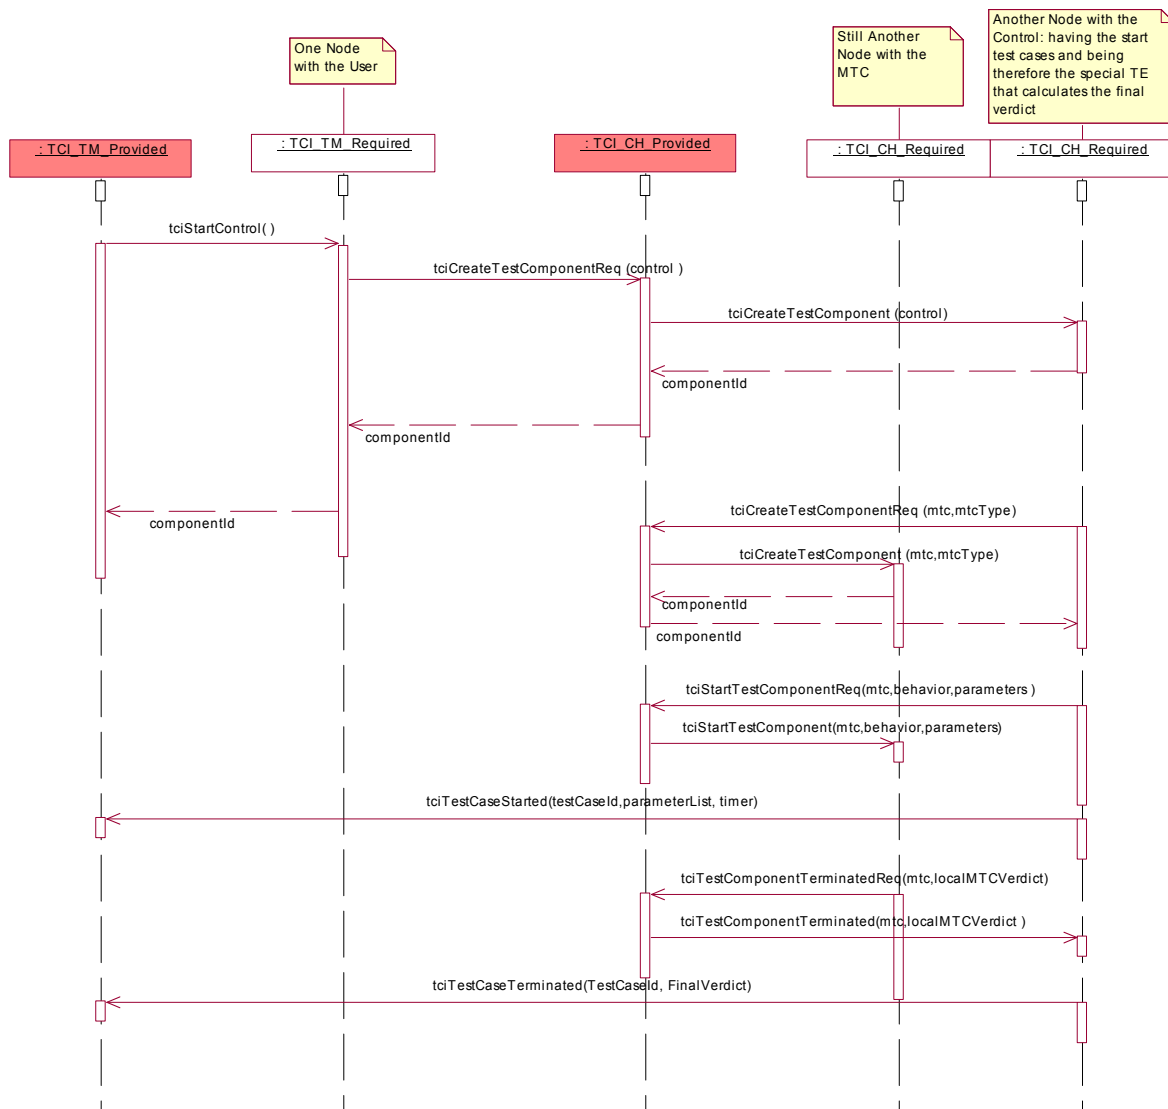 One Node
with the User
Still Another
Node with the
MTC
Another Node with the
Control: having the start
test cases and being
therefore the special TE
that calculates the final
verdict
: TCI_TM_Provided
: TCI_TM_Required
: TCI_CH_Provided
: TCI_CH_Required
: TCI_CH_Required
tciStartControl( )
tciCreateTestComponentReq (control )
tciCreateTestComponent (control)
componentId
componentId
componentId
tciCreateTestComponentReq (mtc,mtcType)
tciCreateTestComponent (mtc,mtcType)
componentId
componentId
tciStartTestComponentReq(mtc,behavior,parameters )
tciStartTestComponent(mtc,behavior,parameters)
tciTestCaseStarted(testCaseId,parameterList, timer)
tciTestComponentTerminatedReq(mtc,localMTCVerdict)
tciTestComponentTerminated(mtc,localMTCVerdict )
tciTestCaseTerminated(TestCaseId, FinalVerdict)